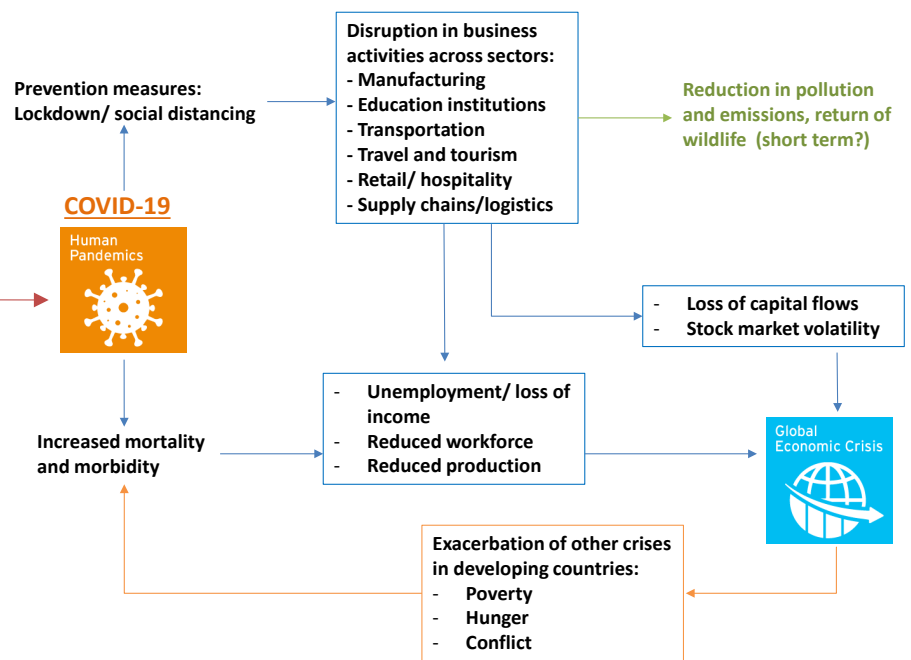 Prevention measures:
Lockdown/ social distancing
Disruption in business
activities across sectors:
- Manufacturing
- Education institutions
- Transportation
- Travel and tourism
- Retail/ hospitality
- Supply chains/logistics
Reduction in pollution
and emissions, return of
wildlife (short term?)
COVID-19
Human
Pandemics
- Loss of capital flows
- Stock market volatility
Increased mortality
and morbidity
- Unemployment/ loss of
income
- Reduced workforce
- Reduced production
Global
Economic Crisis
Exacerbation of other crises
in developing countries:
- Poverty
- Hunger
- Conflict